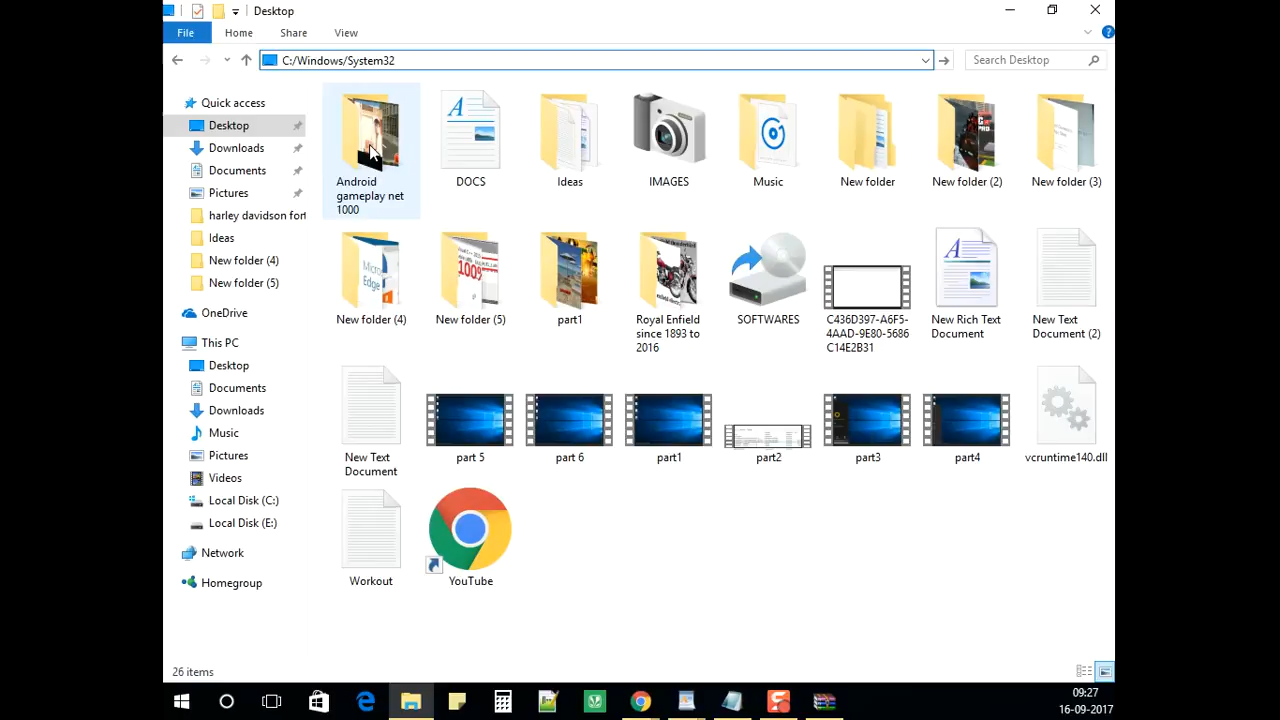 Desktop
File Home Share View
C:/Windows/System32
Search Desktop
Quick access
Desktop
Downloads
Documents
Pictures
harley davidson fort
Ideas
New folder (4)
New folder (5)
OneDrive
This PC
Desktop
Documents
Downloads
Music
Pictures
Videos
Local Disk (C:)
Local Disk (E:)
Network
Homegroup
Android
gameplay net
1000
DOCS
Ideas
IMAGES
Music
New folder
New folder (2)
New folder (3)
New folder (4)
New folder (5)
part1
Royal Enfield
since 1893 to
2016
SOFTWARES
C436D397-A6F5-
4AAD-9E80-5686
C14E2B31
New Rich Text
Document
New Text
Document (2)
New Text
Document
part 5
part 6
part1
part2
part3
part4
vcruntime140.dll
Workout
YouTube
26 items
09:27
16-09-2017